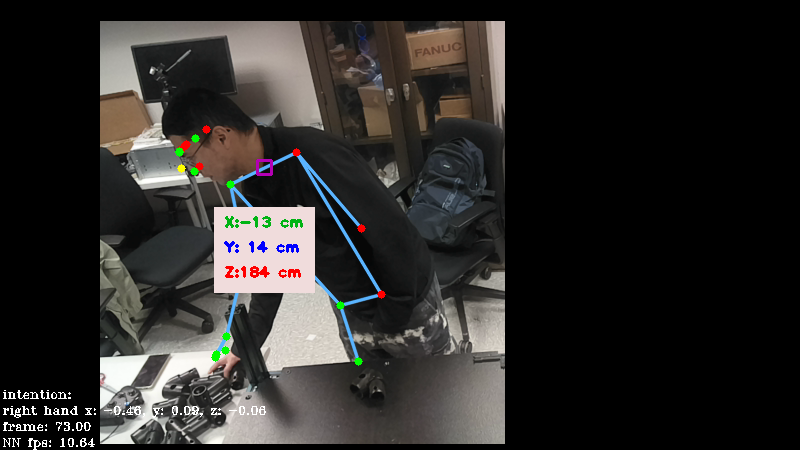 FANUC
X:-13 cm
Y: 14 cm
Z:184 cm
intention:
right hand x: -0.46, y: 0.09, z: -0.06
frame: 73.00
NN fps: 10.64